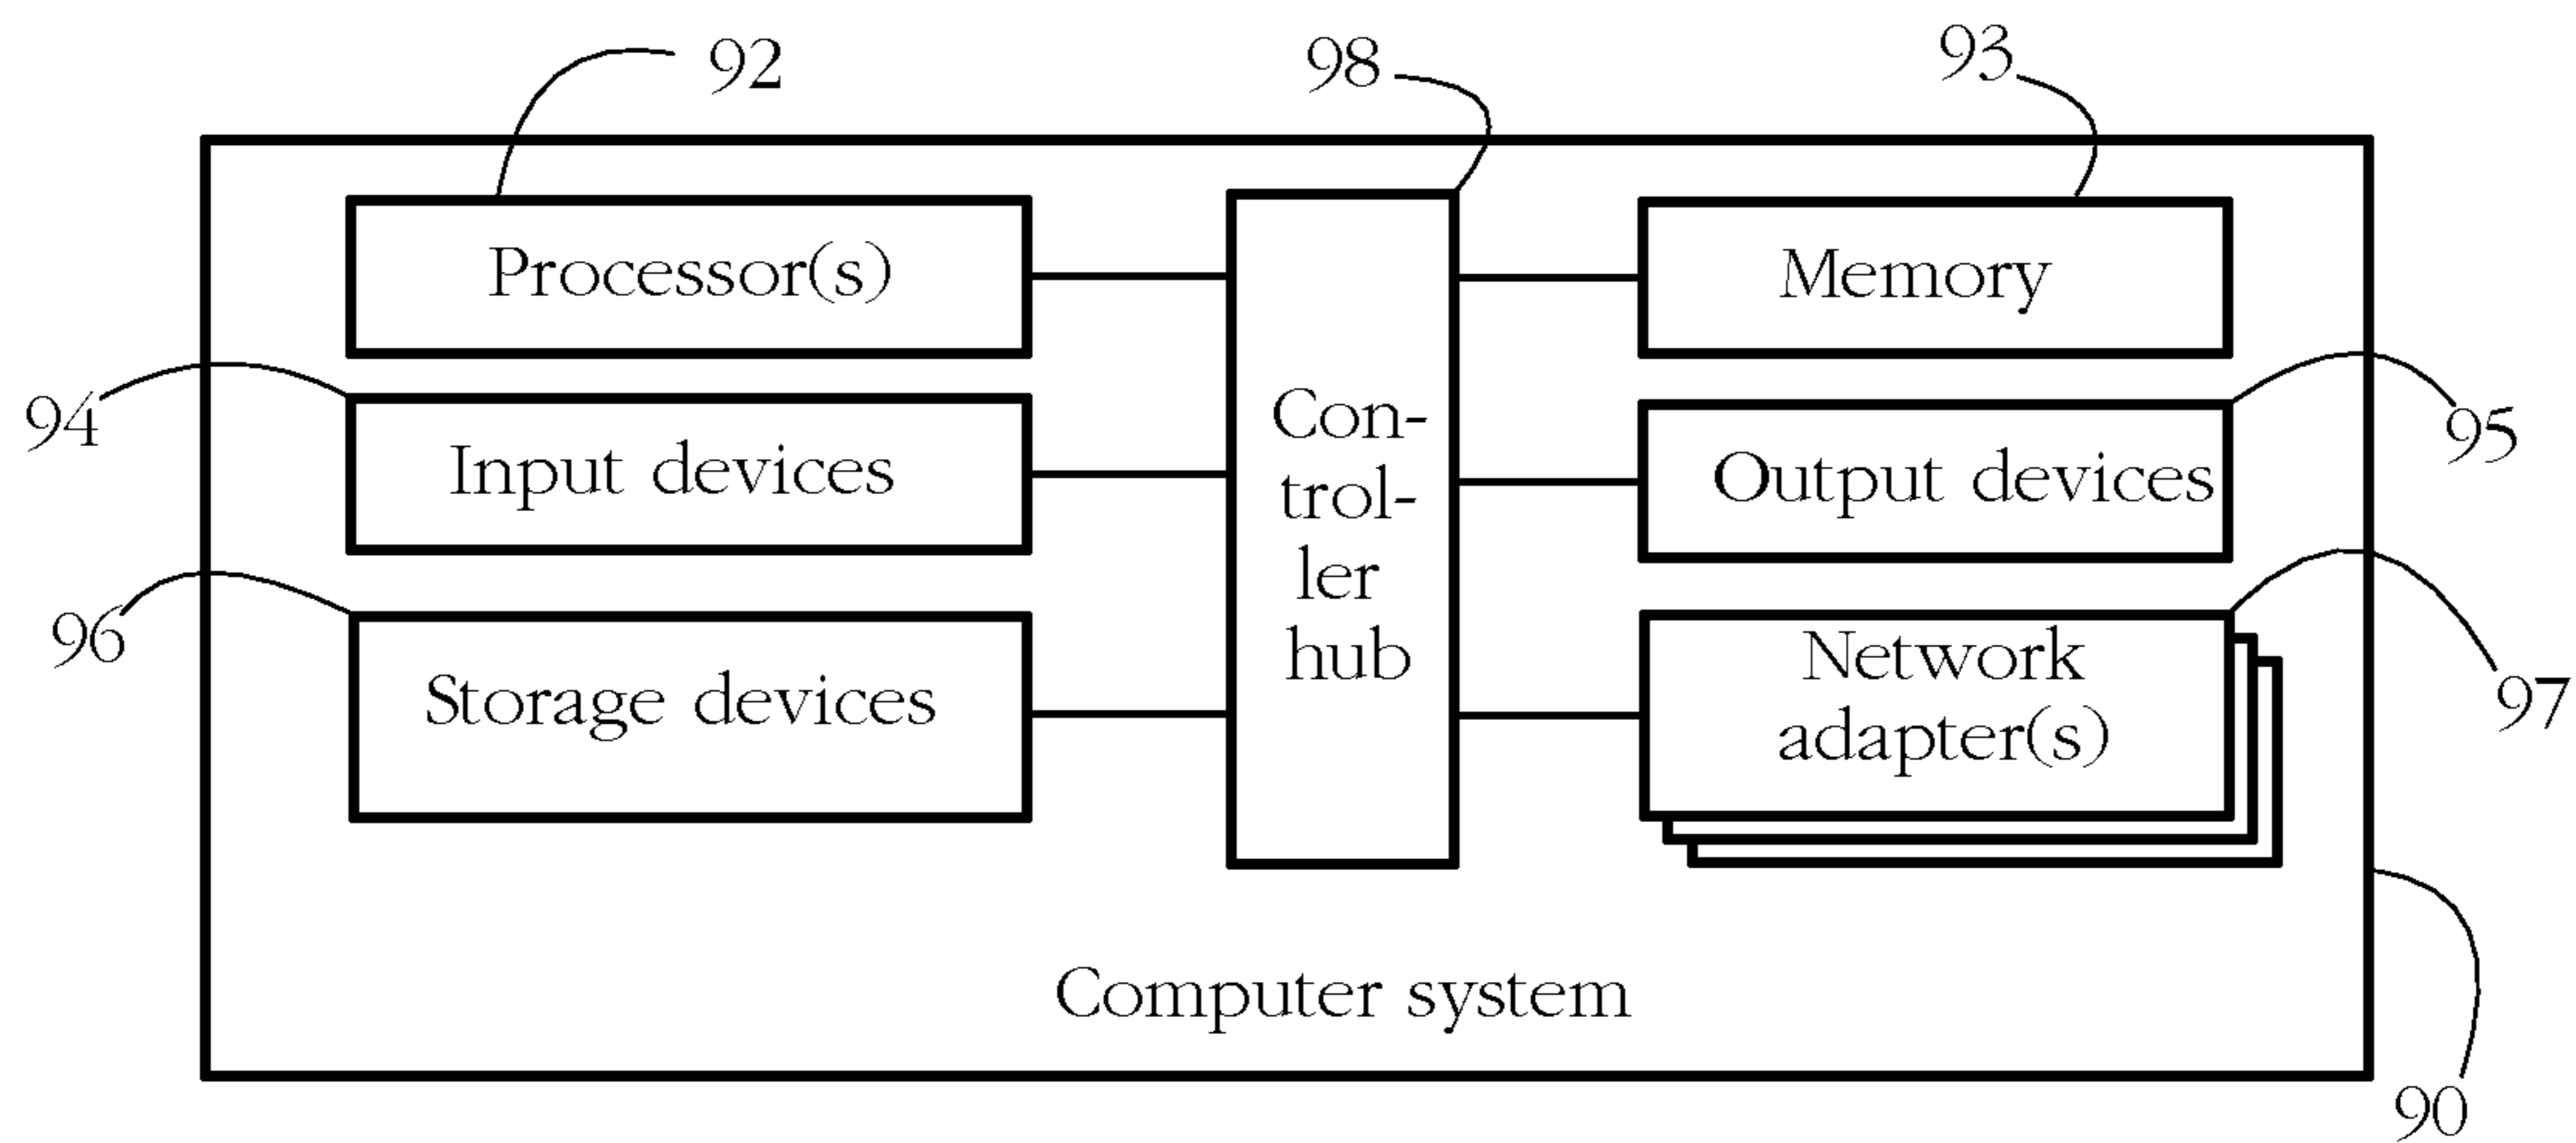 92
98
93
Processor(s)
Memory
94
Input devices
Con-
trol-
ler
hub
Output devices
95
96
Storage devices
Network
adapter(s)
97
Computer system
90